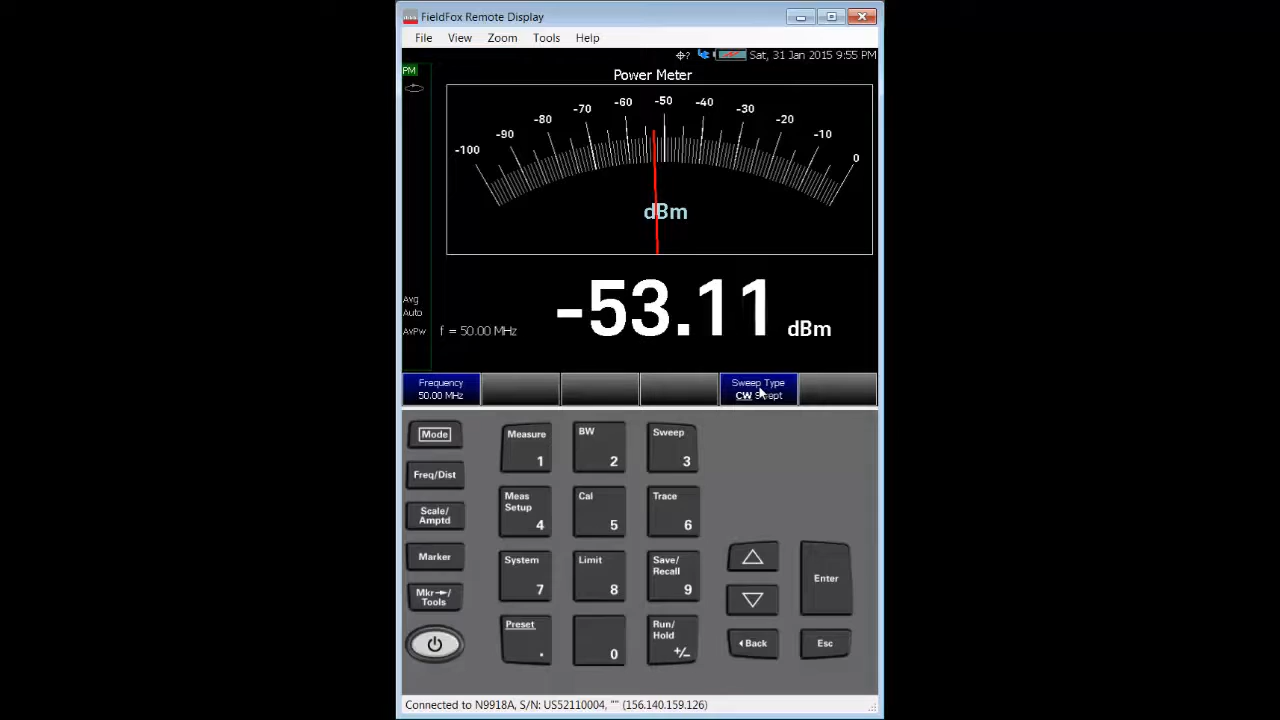 FieldFox Remote Display
File View Zoom Tools Help
Sat, 31 Jan 2015 9:55 PM
PM
Power Meter
-100 -90 -80 -70 -60 -50 -40 -30 -20 -10 0
dBm
-53.11 dBm
Avg
Auto
AvPw
f = 50.00 MHz
Frequency
50.00 MHz
Sweep Type
CW Swept
Mode
Freq/Dist
Scale/
Amptd
Marker
Mkr→/
Tools
Measure
1
BW
2
Sweep
3
Meas
Setup
4
Cal
5
Trace
6
System
7
Limit
8
Save/
Recall
9
Preset
.
0
Run/
Hold
+/-
Enter
Back
Esc
Connected to N9918A, S/N: US52110004, "" (156.140.159.126)